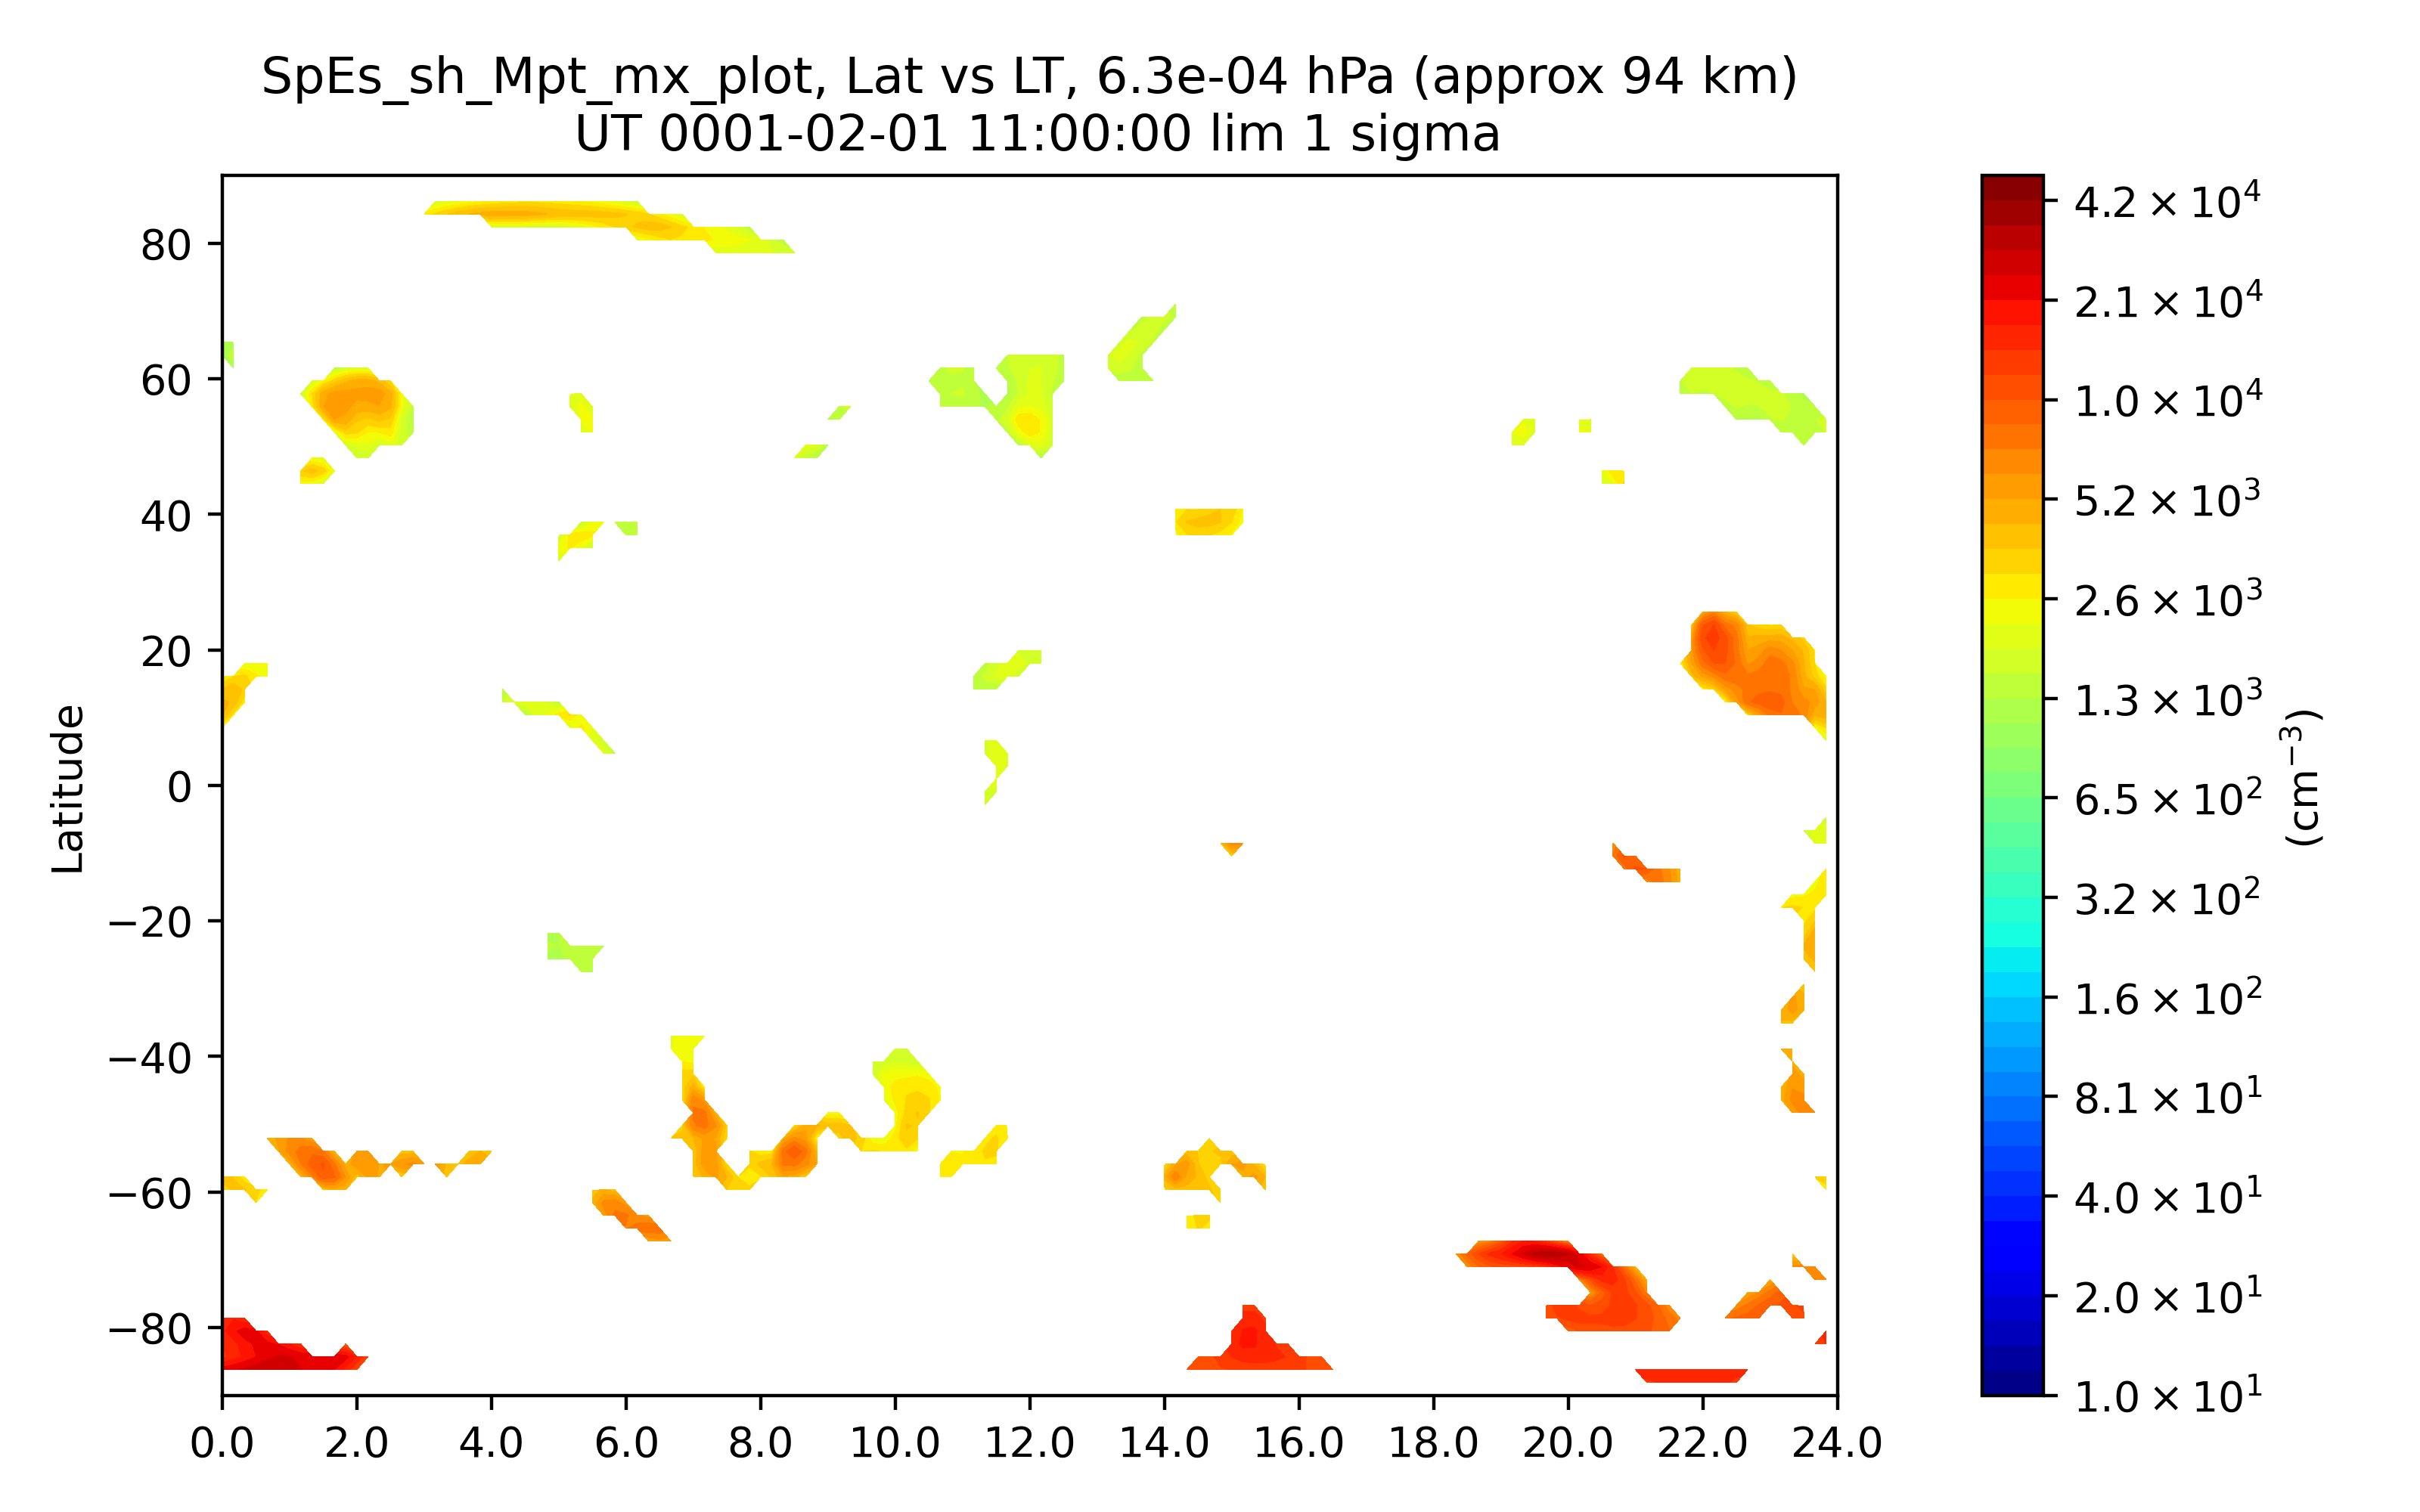 SpEs_sh_Mpt_mx_plot, Lat vs LT, 6.3e-04 hPa (approx 94 km)
UT 0001-02-01 11:00:00 lim 1 sigma
Latitude
80
60
40
20
0
−20
−40
−60
−80
0.0 2.0 4.0 6.0 8.0 10.0 12.0 14.0 16.0 18.0 20.0 22.0 24.0
4.2 × 10⁴
2.1 × 10⁴
1.0 × 10⁴
5.2 × 10³
2.6 × 10³
1.3 × 10³
6.5 × 10²
3.2 × 10²
1.6 × 10²
8.1 × 10¹
4.0 × 10¹
2.0 × 10¹
1.0 × 10¹
(cm⁻³)